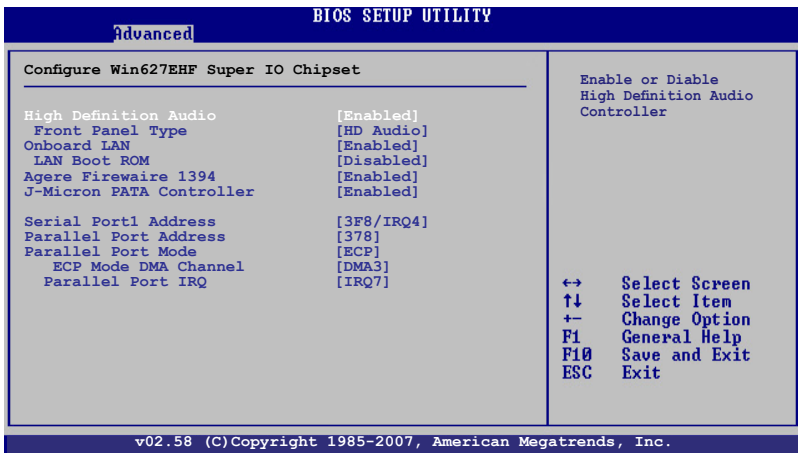 BIOS SETUP UTILITY
Advanced
Configure Win627EHF Super IO Chipset
High Definition Audio [Enabled]
Front Panel Type [HD Audio]
Onboard LAN [Enabled]
LAN Boot ROM [Disabled]
Agere Firewaire 1394 [Enabled]
J-Micron PATA Controller [Enabled]
Serial Port1 Address [3F8/IRQ4]
Parallel Port Address [378]
Parallel Port Mode [ECP]
ECP Mode DMA Channel [DMA3]
Parallel Port IRQ [IRQ7]
Enable or Diable
High Definition Audio
Controller
←→ Select Screen
↑↓ Select Item
+- Change Option
F1 General Help
F10 Save and Exit
ESC Exit
v02.58 (C)Copyright 1985-2007, American Megatrends, Inc.